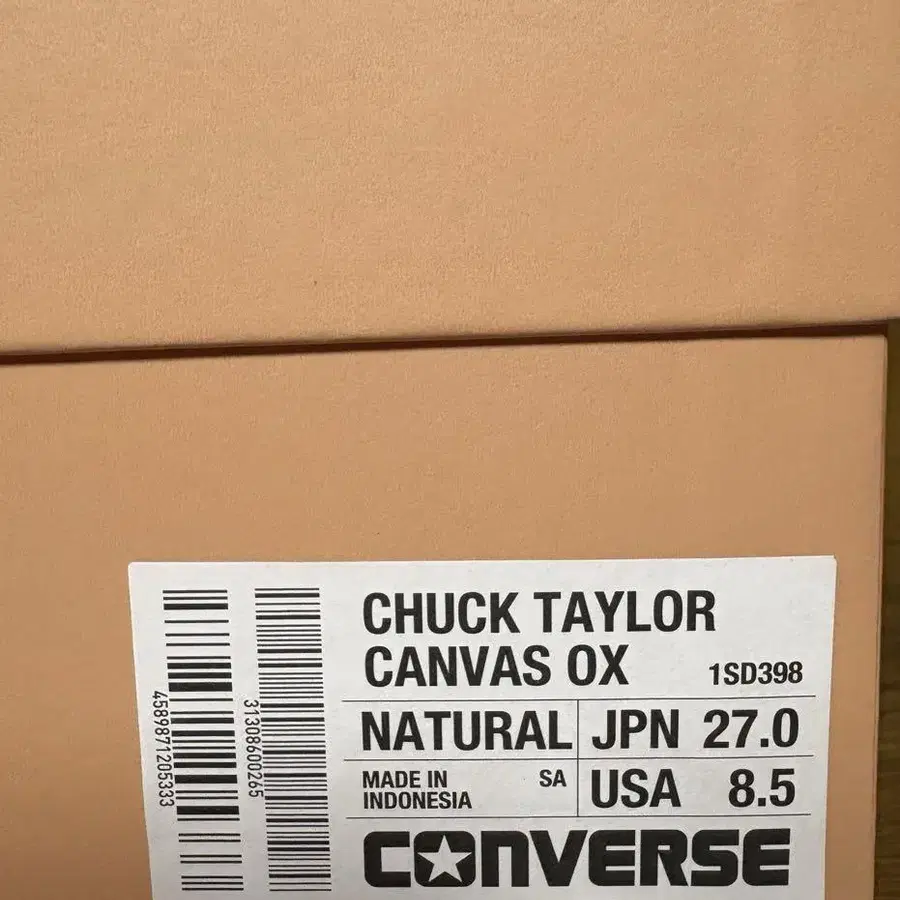 CHUCK TAYLOR
CANVAS OX 1SD398
NATURAL JPN 27.0
MADE IN INDONESIA SA USA 8.5
CONVERSE
4589871205333
31308600265